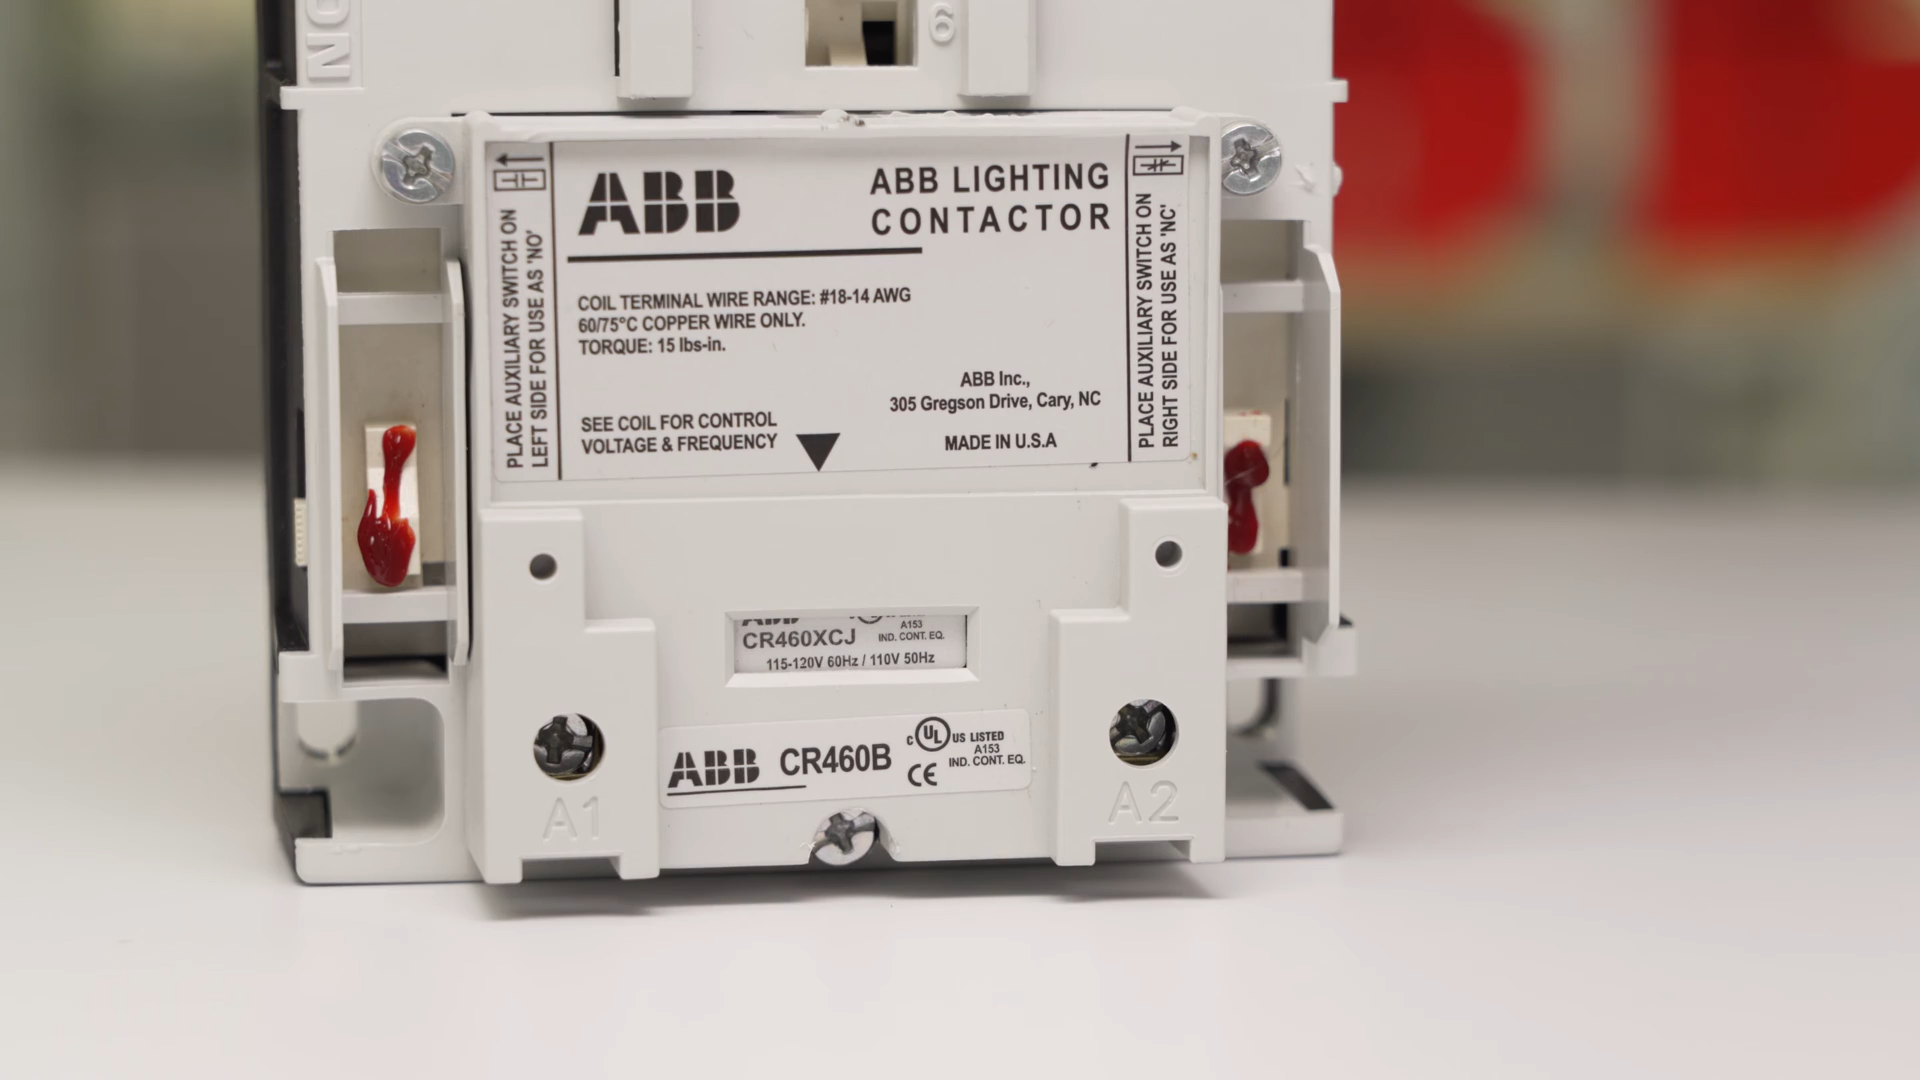 NO
6
ABB
ABB LIGHTING
CONTACTOR
PLACE AUXILIARY SWITCH ON
LEFT SIDE FOR USE AS 'NO'
COIL TERMINAL WIRE RANGE: #18-14 AWG
60/75°C COPPER WIRE ONLY.
TORQUE: 15 lbs-in.
SEE COIL FOR CONTROL
VOLTAGE & FREQUENCY
ABB Inc.,
305 Gregson Drive, Cary, NC
MADE IN U.S.A
PLACE AUXILIARY SWITCH ON
RIGHT SIDE FOR USE AS 'NC'
ABB
A153
CR460XCJ IND. CONT. EQ.
115-120V 60Hz / 110V 50Hz
ABB CR460B
c UL US LISTED
A153
IND. CONT. EQ.
CE
A1
A2